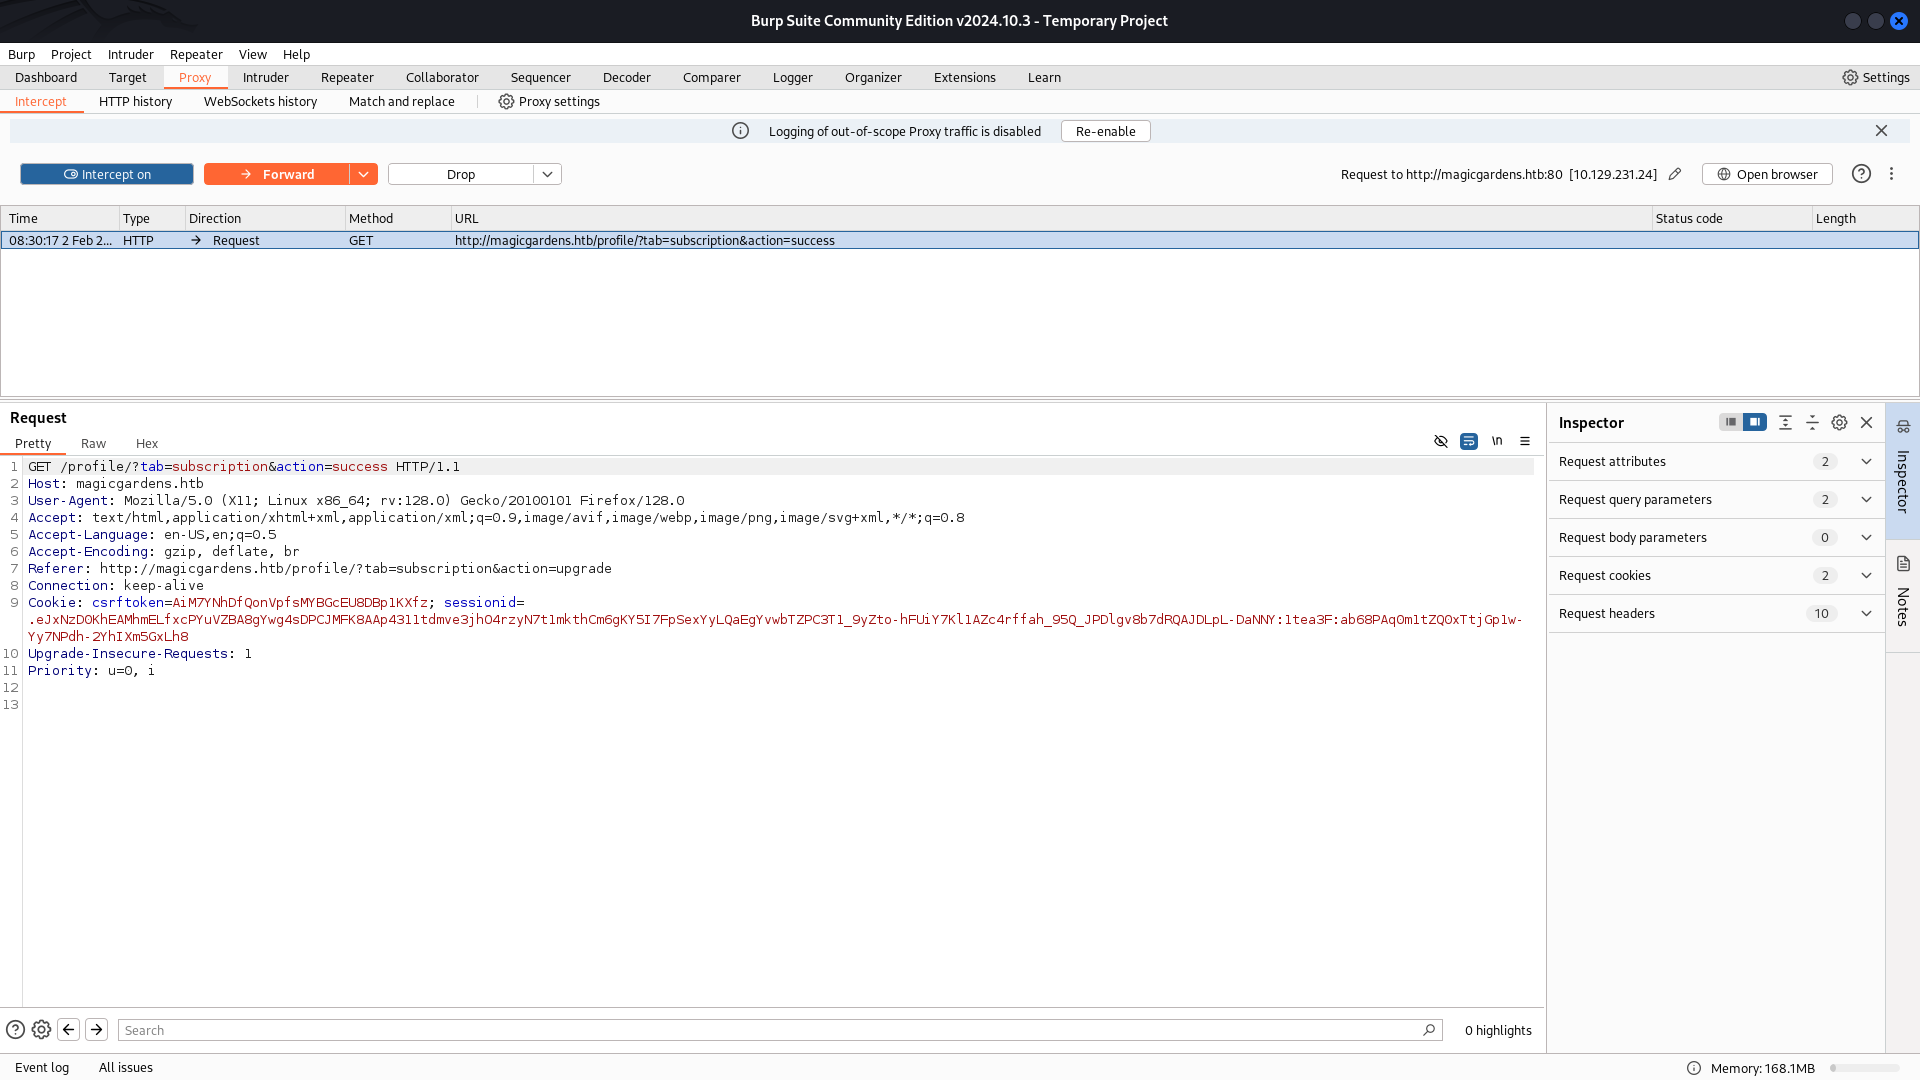 Burp Suite Community Edition v2024.10.3 - Temporary Project
Burp Project Intruder Repeater View Help
Dashboard Target Proxy Intruder Repeater Collaborator Sequencer Decoder Comparer Logger Organizer Extensions Learn Settings
Intercept HTTP history WebSockets history Match and replace Proxy settings
Logging of out-of-scope Proxy traffic is disabled Re-enable
Intercept on Forward Drop Request to http://magicgardens.htb:80 [10.129.231.24] Open browser
Time Type Direction Method URL Status code Length
08:30:17 2 Feb 2... HTTP → Request GET http://magicgardens.htb/profile/?tab=subscription&action=success
Request
Pretty Raw Hex \n
1 GET /profile/?tab=subscription&action=success HTTP/1.1
2 Host: magicgardens.htb
3 User-Agent: Mozilla/5.0 (X11; Linux x86_64; rv:128.0) Gecko/20100101 Firefox/128.0
4 Accept: text/html,application/xhtml+xml,application/xml;q=0.9,image/avif,image/webp,image/png,image/svg+xml,*/*;q=0.8
5 Accept-Language: en-US,en;q=0.5
6 Accept-Encoding: gzip, deflate, br
7 Referer: http://magicgardens.htb/profile/?tab=subscription&action=upgrade
8 Connection: keep-alive
9 Cookie: csrftoken=AiM7YNhDfQonVpfsMYBGcEU8DBp1KXfz; sessionid=
.eJxNzDOKhEAMhmELfxcPYuVZBA8gYwg4sDPCJMFK8AAp4311tdmve3jhO4rzyN7t1mkthCm6gKY5I7FpSexYyLQaEgYvwbTZPC3T1_9yZto-hFUiY7Kl1AZc4rffah_95Q_JPDlgv8b7dRQAJDLpL-DaNNY:1tea3F:ab68PAq0m1tZQOxTtjGp1w-
Yy7NPdh-2YhIXm5GxLh8
10 Upgrade-Insecure-Requests: 1
11 Priority: u=0, i
12
13
Inspector
Request attributes 2
Request query parameters 2
Request body parameters 0
Request cookies 2
Request headers 10
Inspector
Notes
Search 0 highlights
Event log All issues Memory: 168.1MB